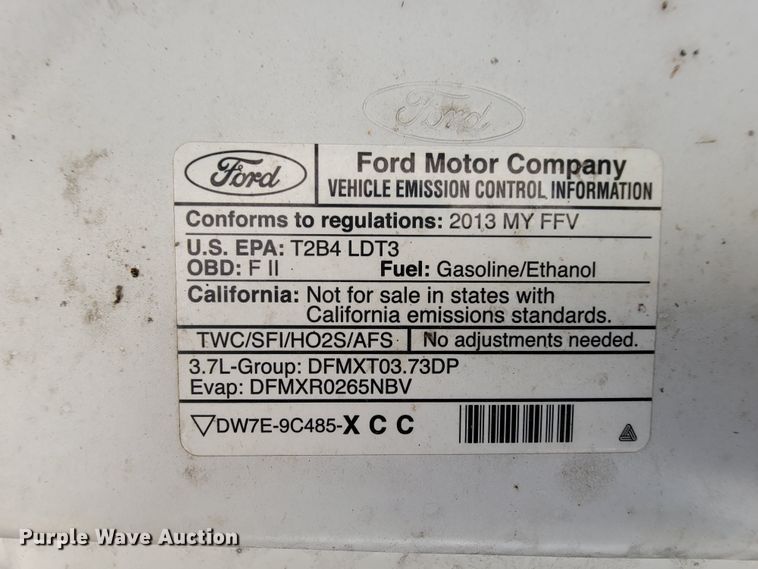 Ford
Ford
Ford Motor Company
VEHICLE EMISSION CONTROL INFORMATION
Conforms to regulations: 2013 MY FFV
U.S. EPA: T2B4 LDT3
OBD: F II Fuel: Gasoline/Ethanol
California: Not for sale in states with
California emissions standards.
TWC/SFI/HO2S/AFS No adjustments needed.
3.7L-Group: DFMXT03.73DP
Evap: DFMXR0265NBV
▽DW7E-9C485-X C C
Purple Wave Auction